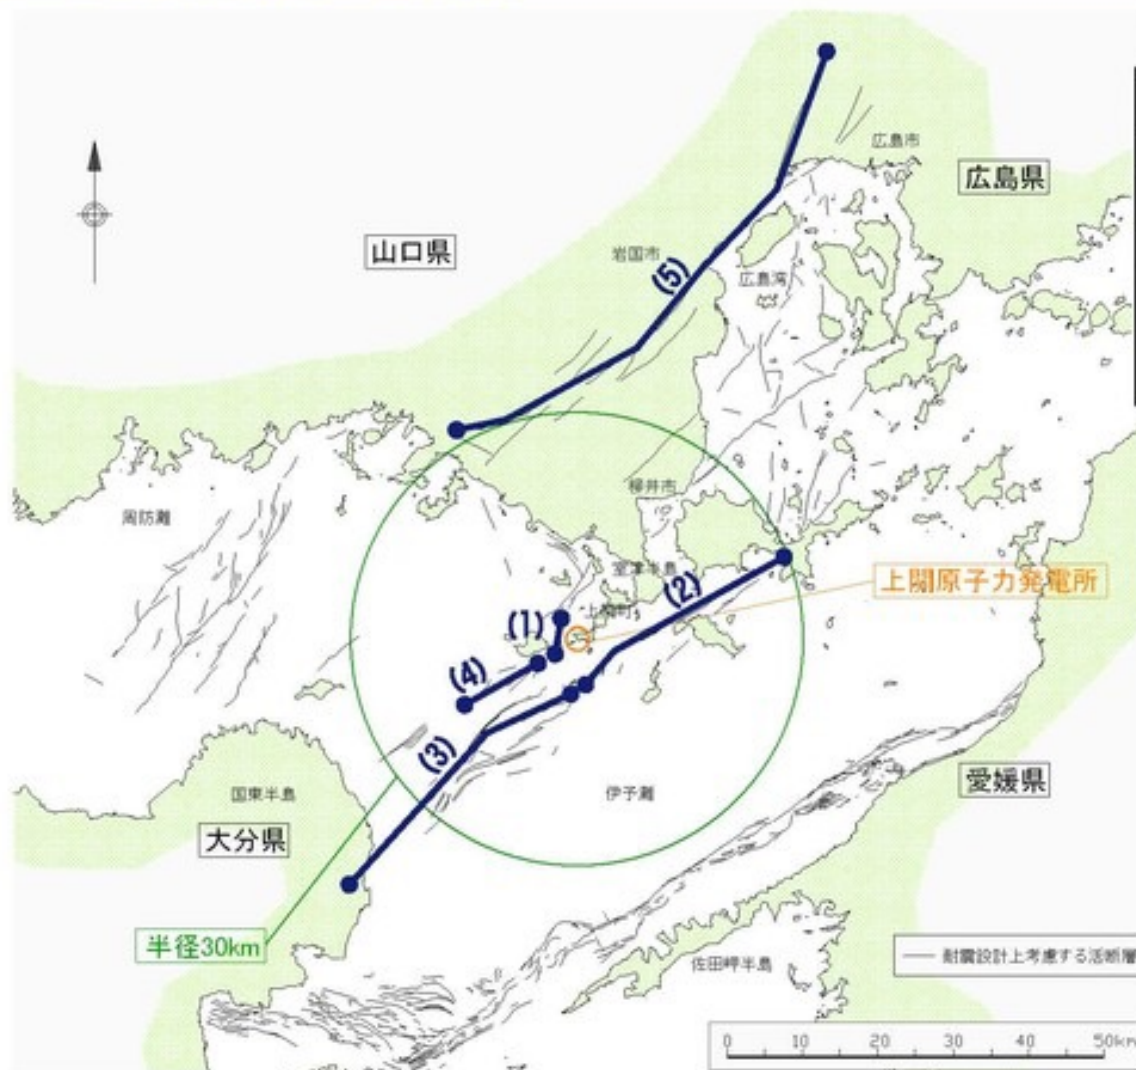 広島市
広島県
山口県
岩国市
(5)
広島湾
周防灘
柳井市
室津半島
上関原子力発電所
(2)
(1)
上関町
(4)
(3)
国東半島
伊予灘
愛媛県
大分県
半径30km
佐田岬半島
耐震設計上考慮する活断層
0 10 20 30 40 50km